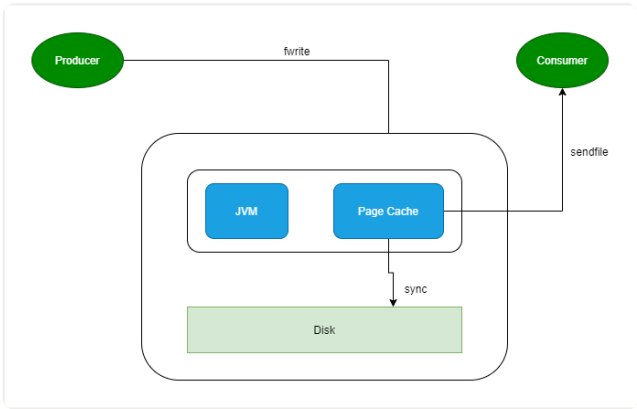 Producer
fwrite
Consumer
sendfile
JVM
Page Cache
sync
Disk